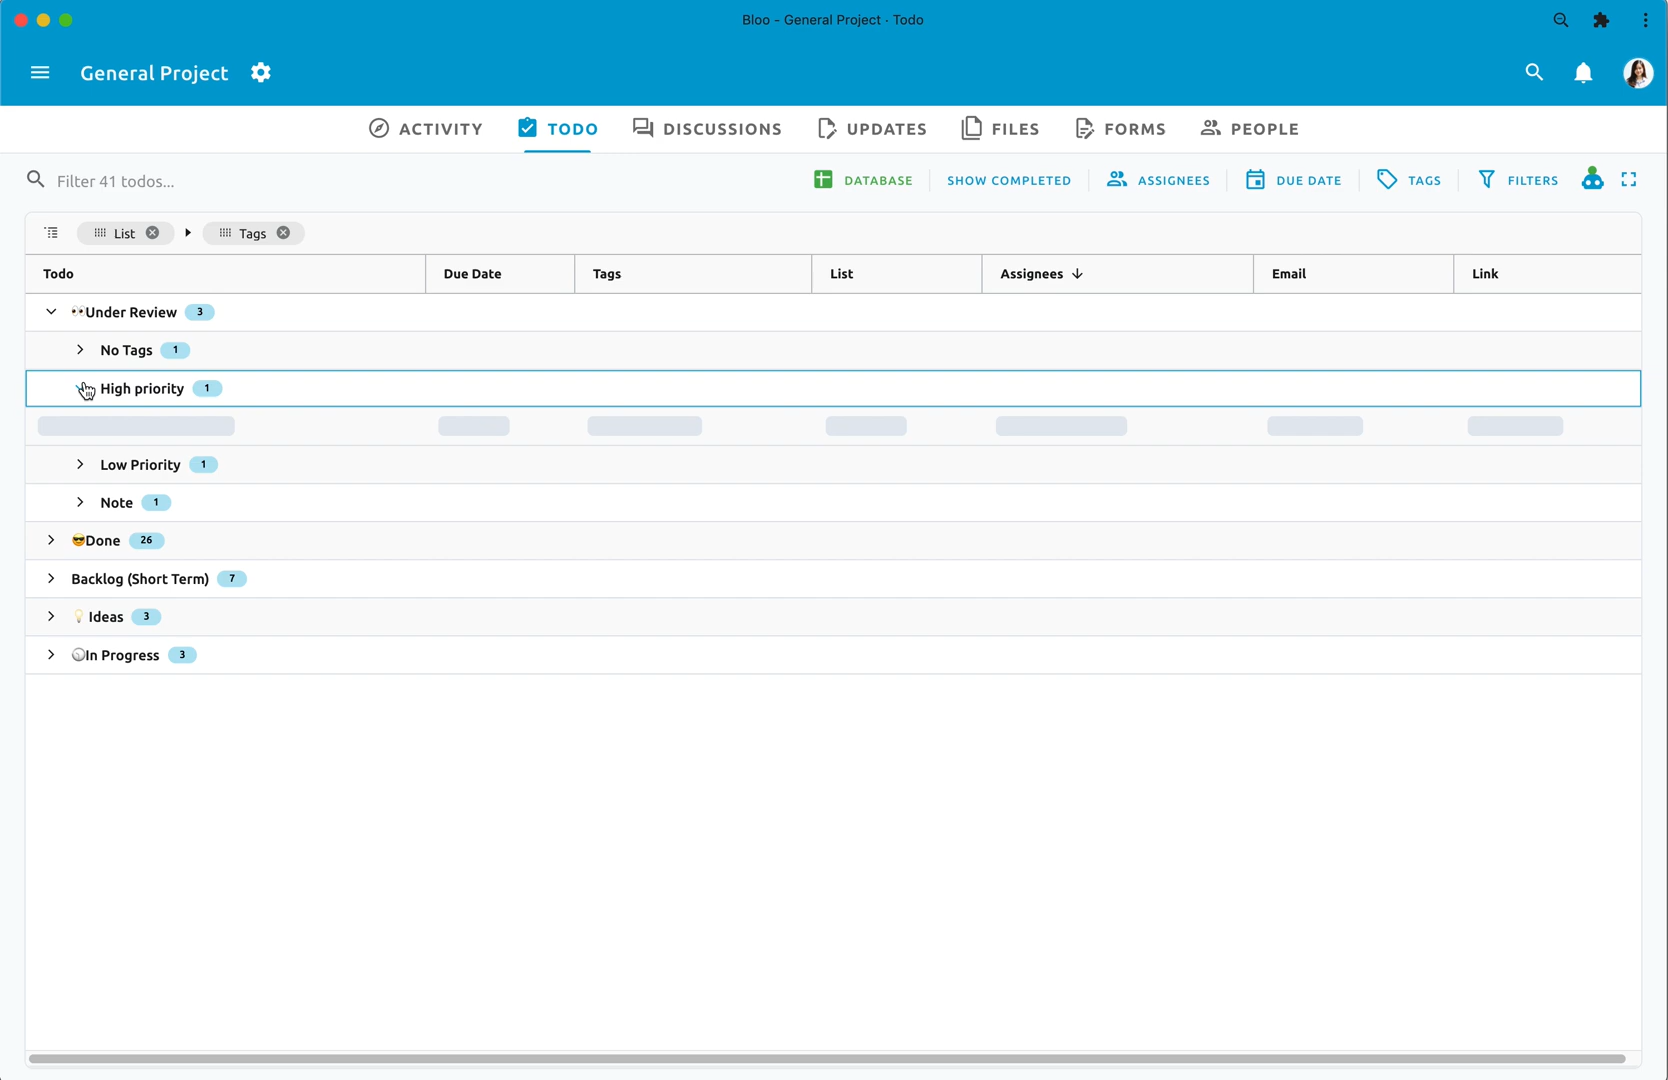 Bloo - General Project · Todo
General Project
ACTIVITY TODO DISCUSSIONS UPDATES FILES FORMS PEOPLE
Filter 41 todos... DATABASE SHOW COMPLETED ASSIGNEES DUE DATE TAGS FILTERS
List Tags
Todo Due Date Tags List Assignees Email Link
Under Review 3
No Tags 1
High priority 1
Low Priority 1
Note 1
Done 26
Backlog (Short Term) 7
Ideas 3
In Progress 3